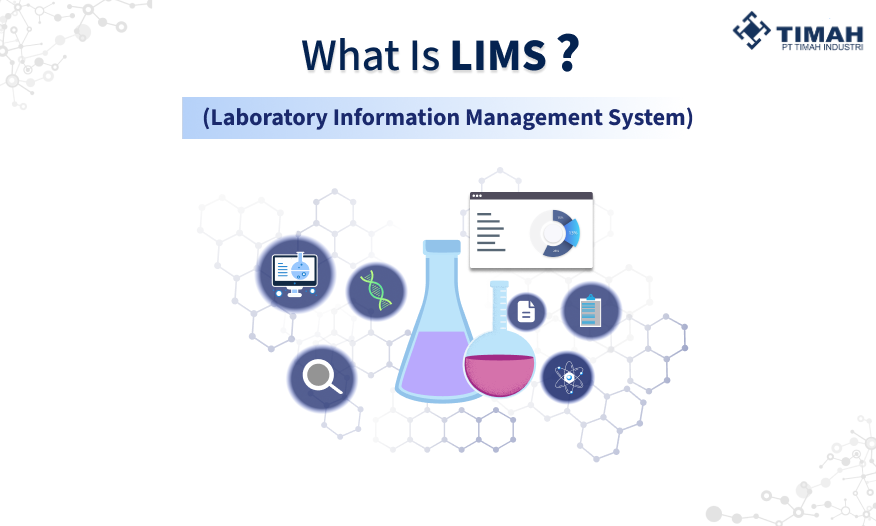 What Is LIMS ?
TIMAH
PT TIMAH INDUSTRI
(Laboratory Information Management System)